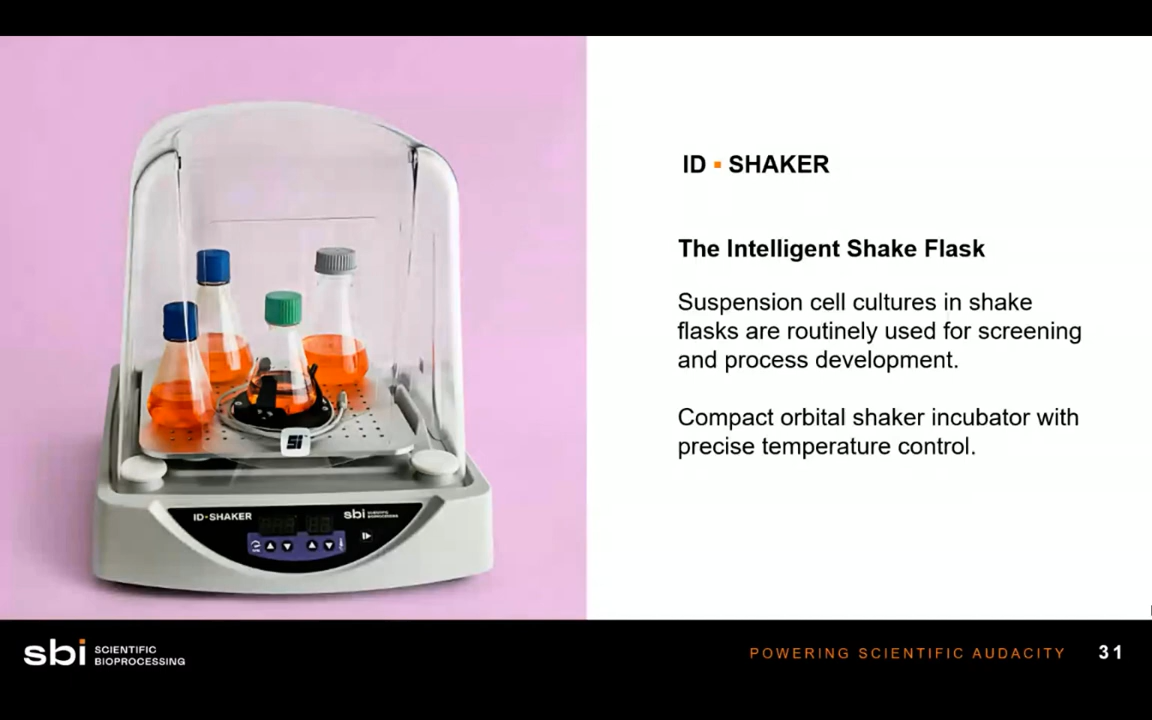 ID ▪ SHAKER
The Intelligent Shake Flask
Suspension cell cultures in shake
flasks are routinely used for screening
and process development.
Compact orbital shaker incubator with
precise temperature control.
ID▪SHAKER
sbi SCIENTIFIC
BIOPROCESSING
sbi SCIENTIFIC
BIOPROCESSING
POWERING SCIENTIFIC AUDACITY
31